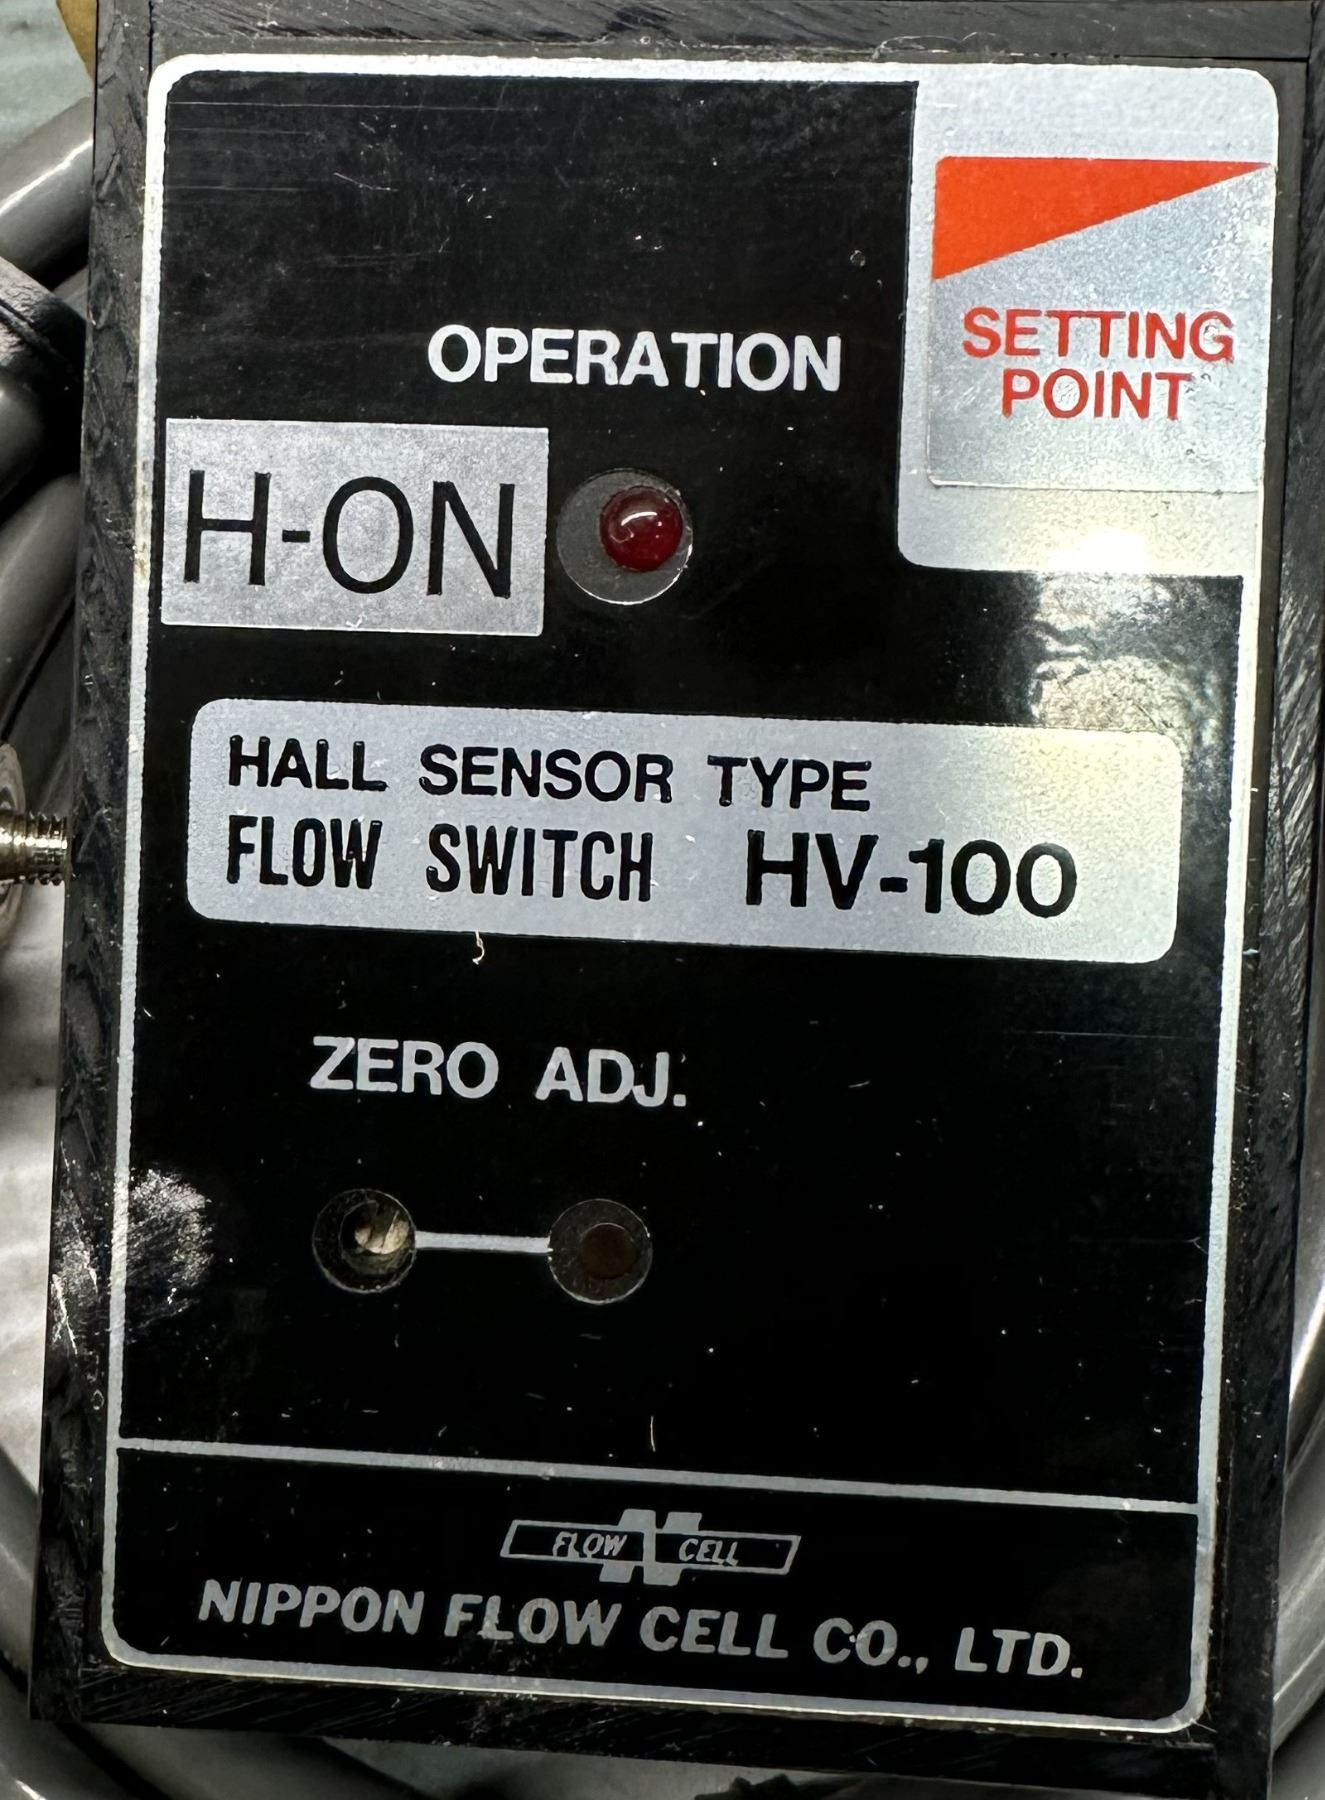 OPERATION
SETTING
POINT
H-ON
HALL SENSOR TYPE
FLOW SWITCH HV-100
ZERO ADJ.
FLOW N CELL
NIPPON FLOW CELL CO., LTD.